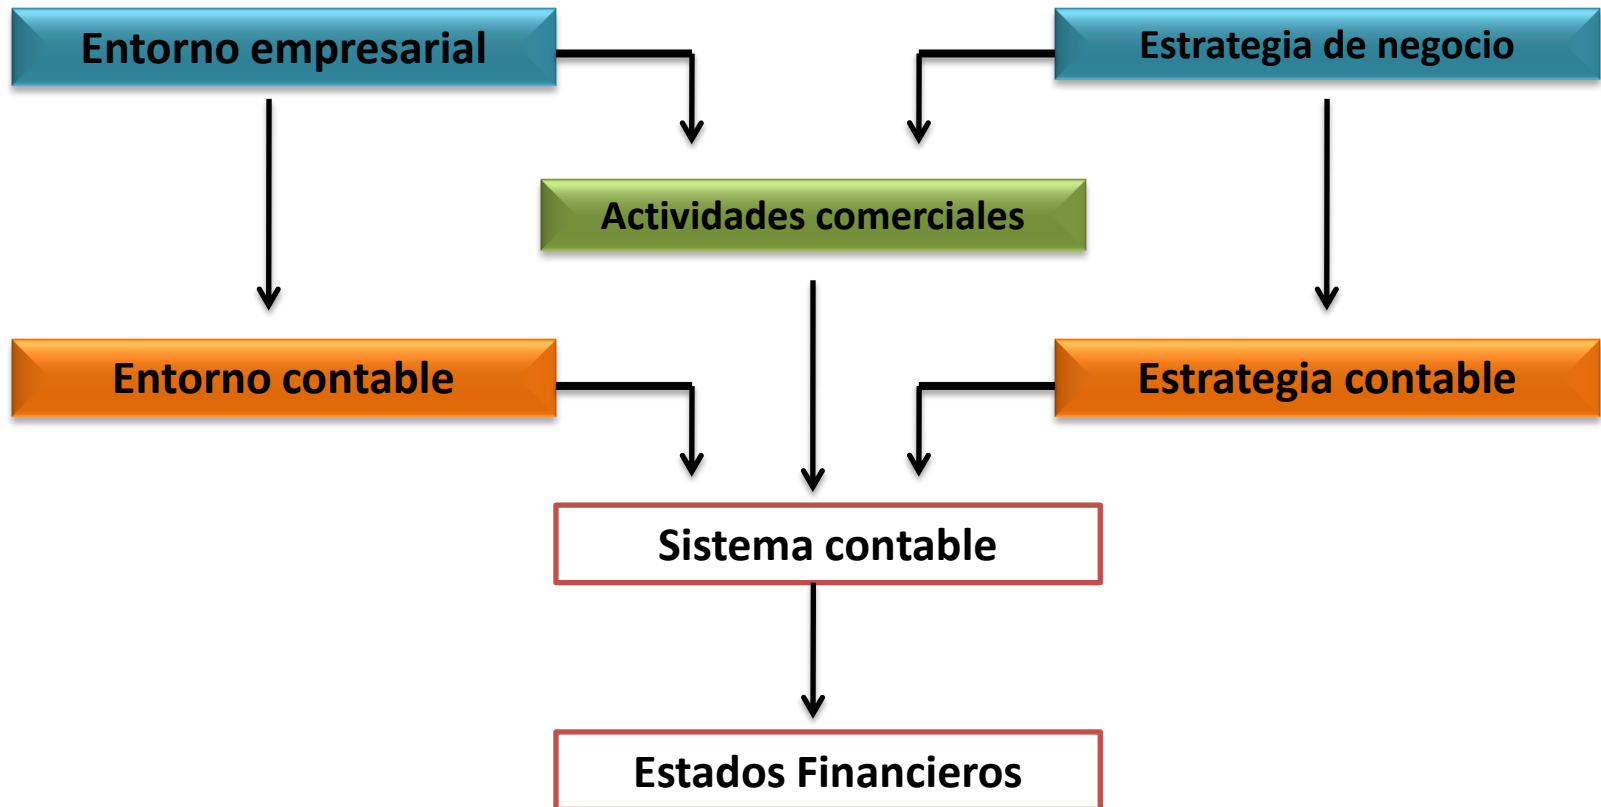 Entorno empresarial
Estrategia de negocio
Actividades comerciales
Entorno contable
Estrategia contable
Sistema contable
Estados Financieros